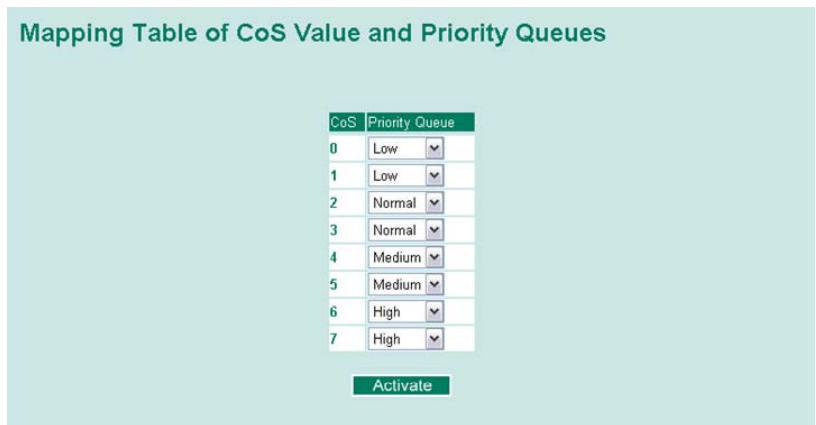 Mapping Table of CoS Value and Priority Queues
CoS Priority Queue
0 Low
1 Low
2 Normal
3 Normal
4 Medium
5 Medium
6 High
7 High
Activate